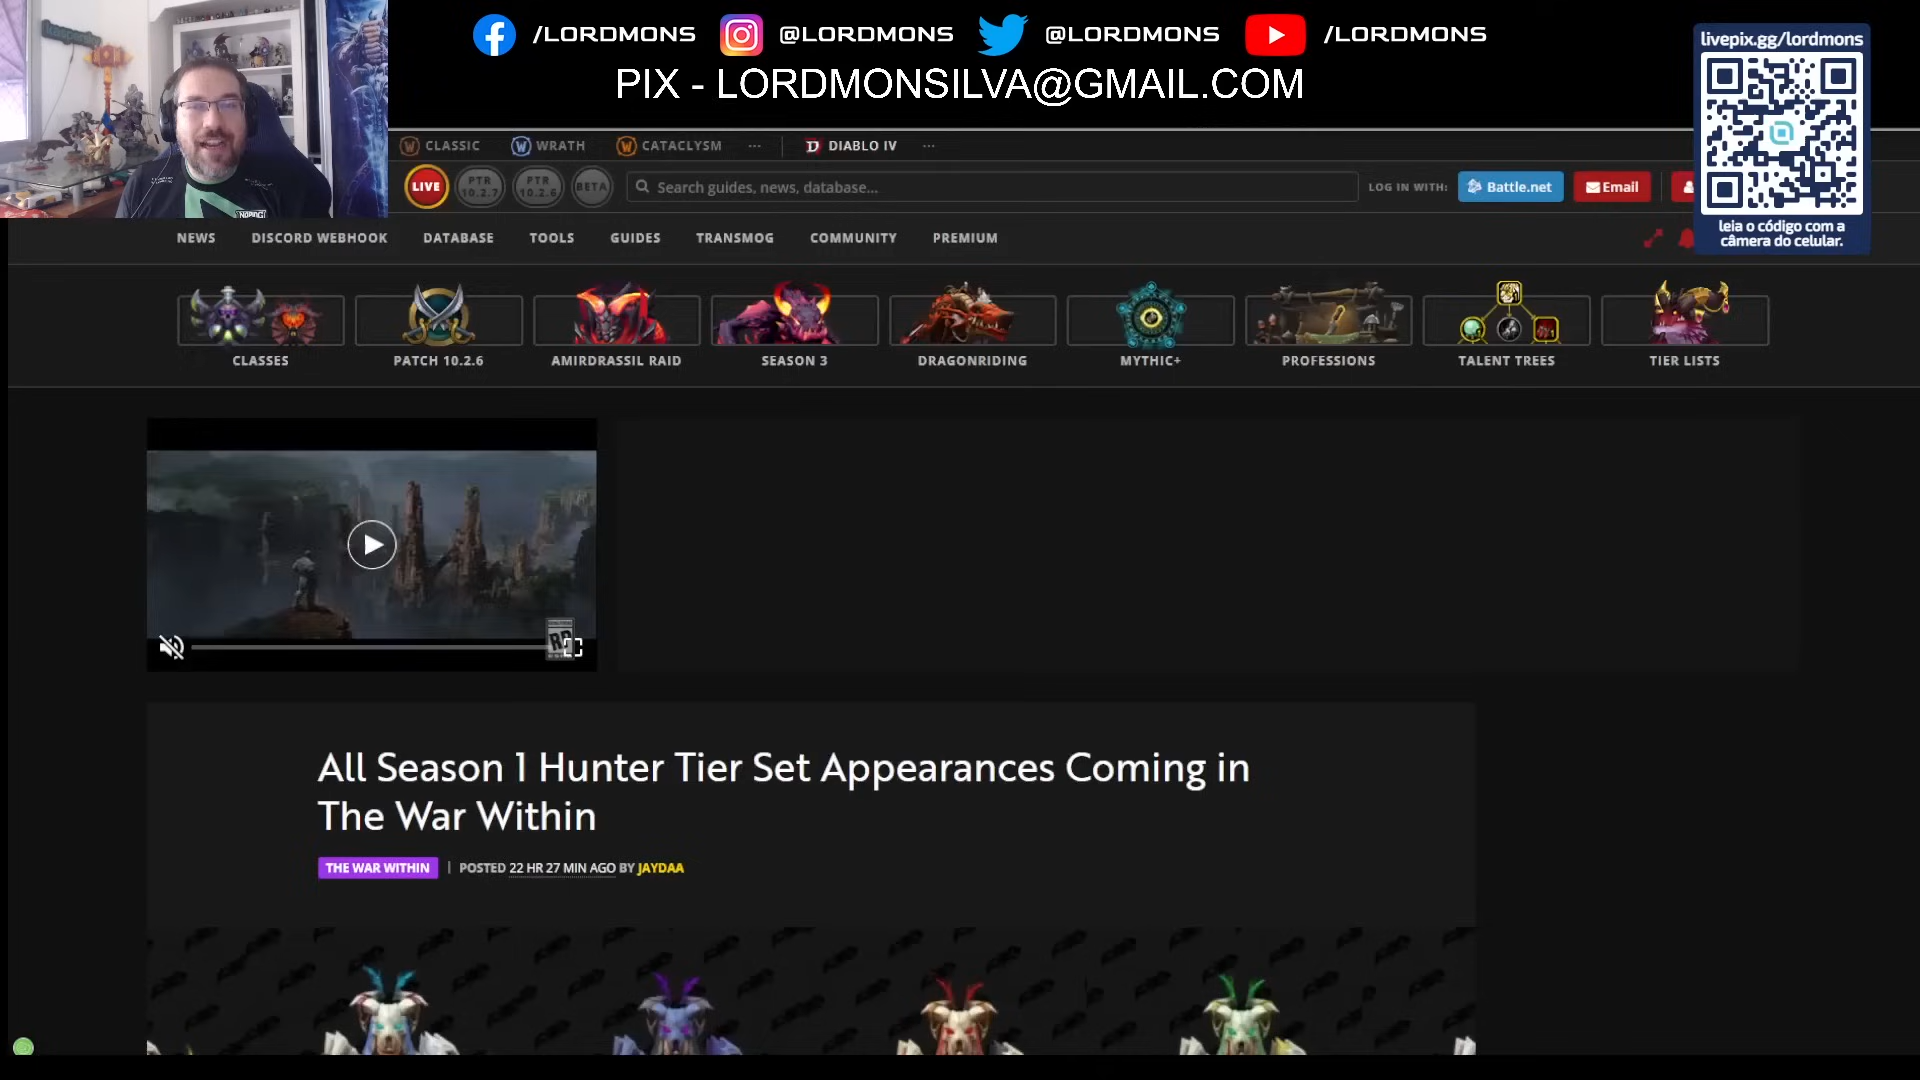 /LORDMONS @LORDMONS @LORDMONS /LORDMONS
PIX - LORDMONSILVA@GMAIL.COM
livepix.gg/lordmons
leia o código com a
câmera do celular.
CLASSIC WRATH CATACLYSM ... DIABLO IV ...
LIVE PTR 10.2.7 PTR 10.2.6 BETA Search guides, news, database... LOG IN WITH: Battle.net Email
NEWS DISCORD WEBHOOK DATABASE TOOLS GUIDES TRANSMOG COMMUNITY PREMIUM
CLASSES PATCH 10.2.6 AMIRDRASSIL RAID SEASON 3 DRAGONRIDING MYTHIC+ PROFESSIONS TALENT TREES TIER LISTS
RP
All Season 1 Hunter Tier Set Appearances Coming in
The War Within
THE WAR WITHIN | POSTED 22 HR 27 MIN AGO BY JAYDAA